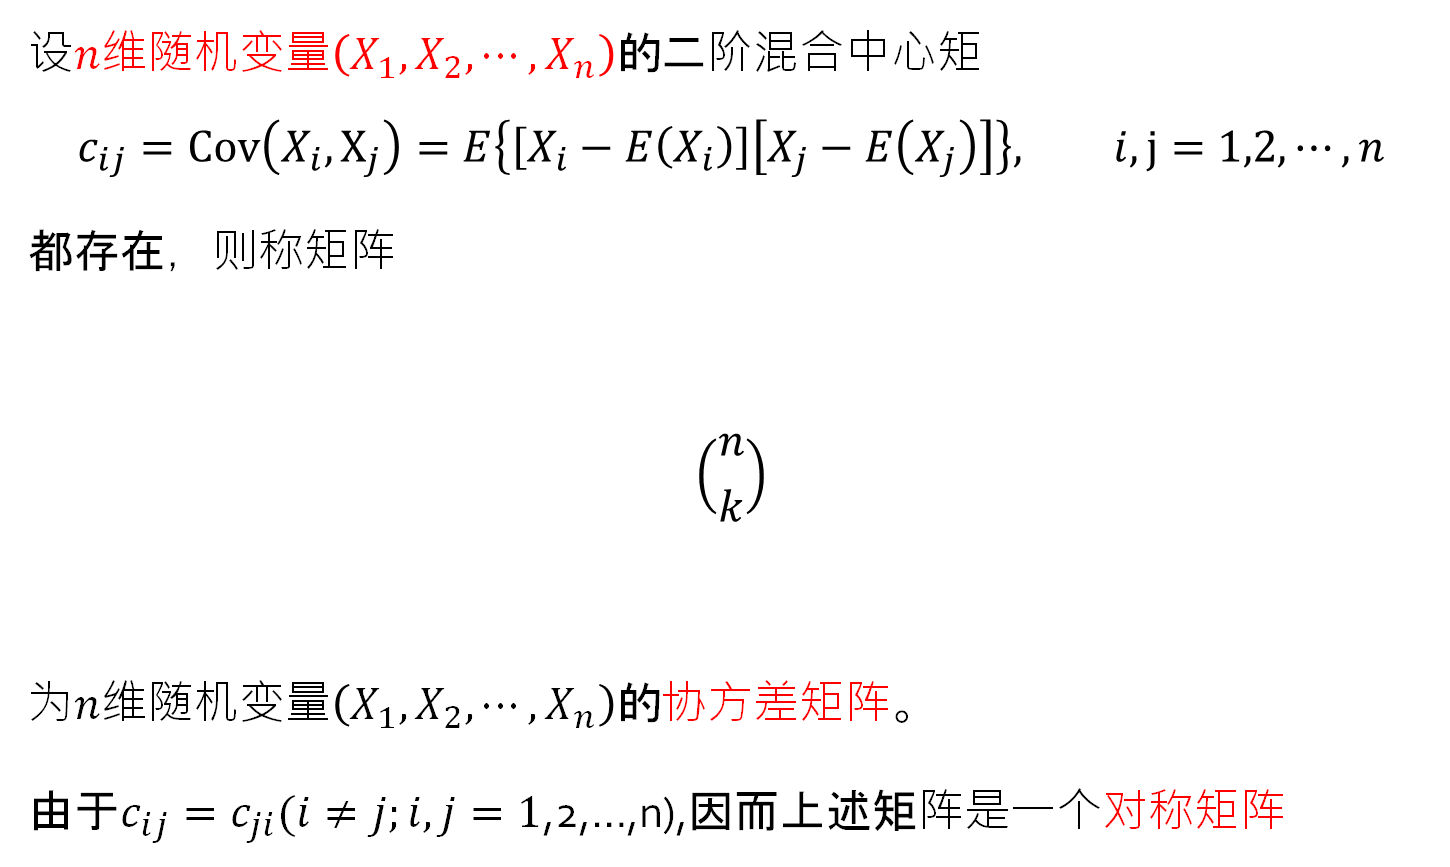 设n维随机变量(X₁, X₂, ⋯, Xₙ)的二阶混合中心矩
cᵢⱼ = Cov(Xᵢ, Xⱼ) = E{[Xᵢ − E(Xᵢ)][Xⱼ − E(Xⱼ)]}, i, j = 1,2, ⋯, n
都存在, 则称矩阵
(n
k)
为n维随机变量(X₁, X₂, ⋯, Xₙ)的协方差矩阵。
由于cᵢⱼ = cⱼᵢ(i ≠ j; i, j = 1,2,...,n),因而上述矩阵是一个对称矩阵